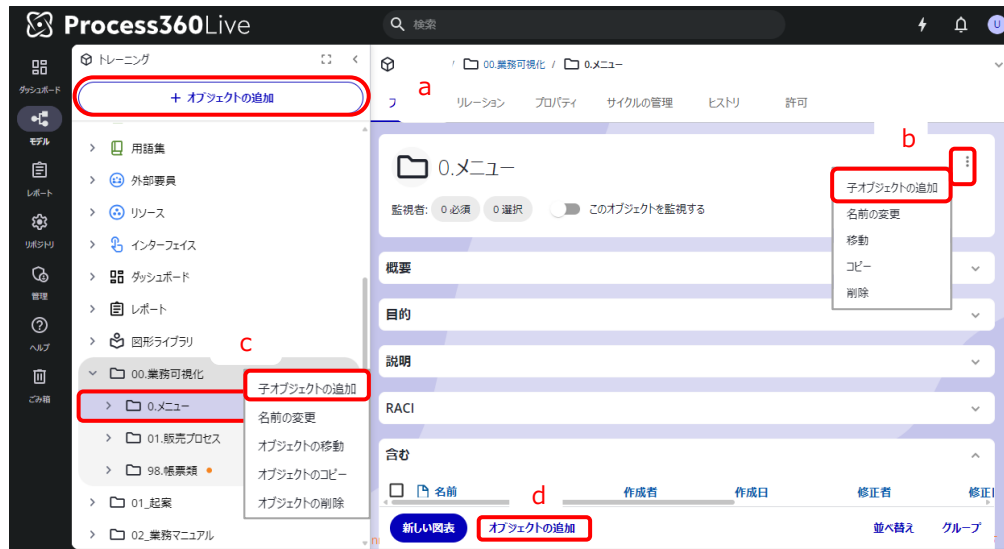 Process360Live
検索
U
ダッシュボード
モデル
レポート
リポジトリ
管理
ヘルプ
ごみ箱
トレーニング
+ オブジェクトの追加
用語集
外部要員
リソース
インターフェイス
ダッシュボード
レポート
図形ライブラリ
c
00.業務可視化
0.メニュー
01.販売プロセス
98.帳票類
01_起案
02_業務マニュアル
子オブジェクトの追加
名前の変更
オブジェクトの移動
オブジェクトのコピー
オブジェクトの削除
/ 00.業務可視化 / 0.メニュー
a
リレーション プロパティ サイクルの管理 ヒストリ 許可
b
0.メニュー
監視者: 0 必須 0 選択 このオブジェクトを監視する
子オブジェクトの追加
名前の変更
移動
コピー
削除
概要
目的
説明
RACI
含む
名前 作成者 作成日 修正者
d
新しい図表 オブジェクトの追加 並べ替え グループ